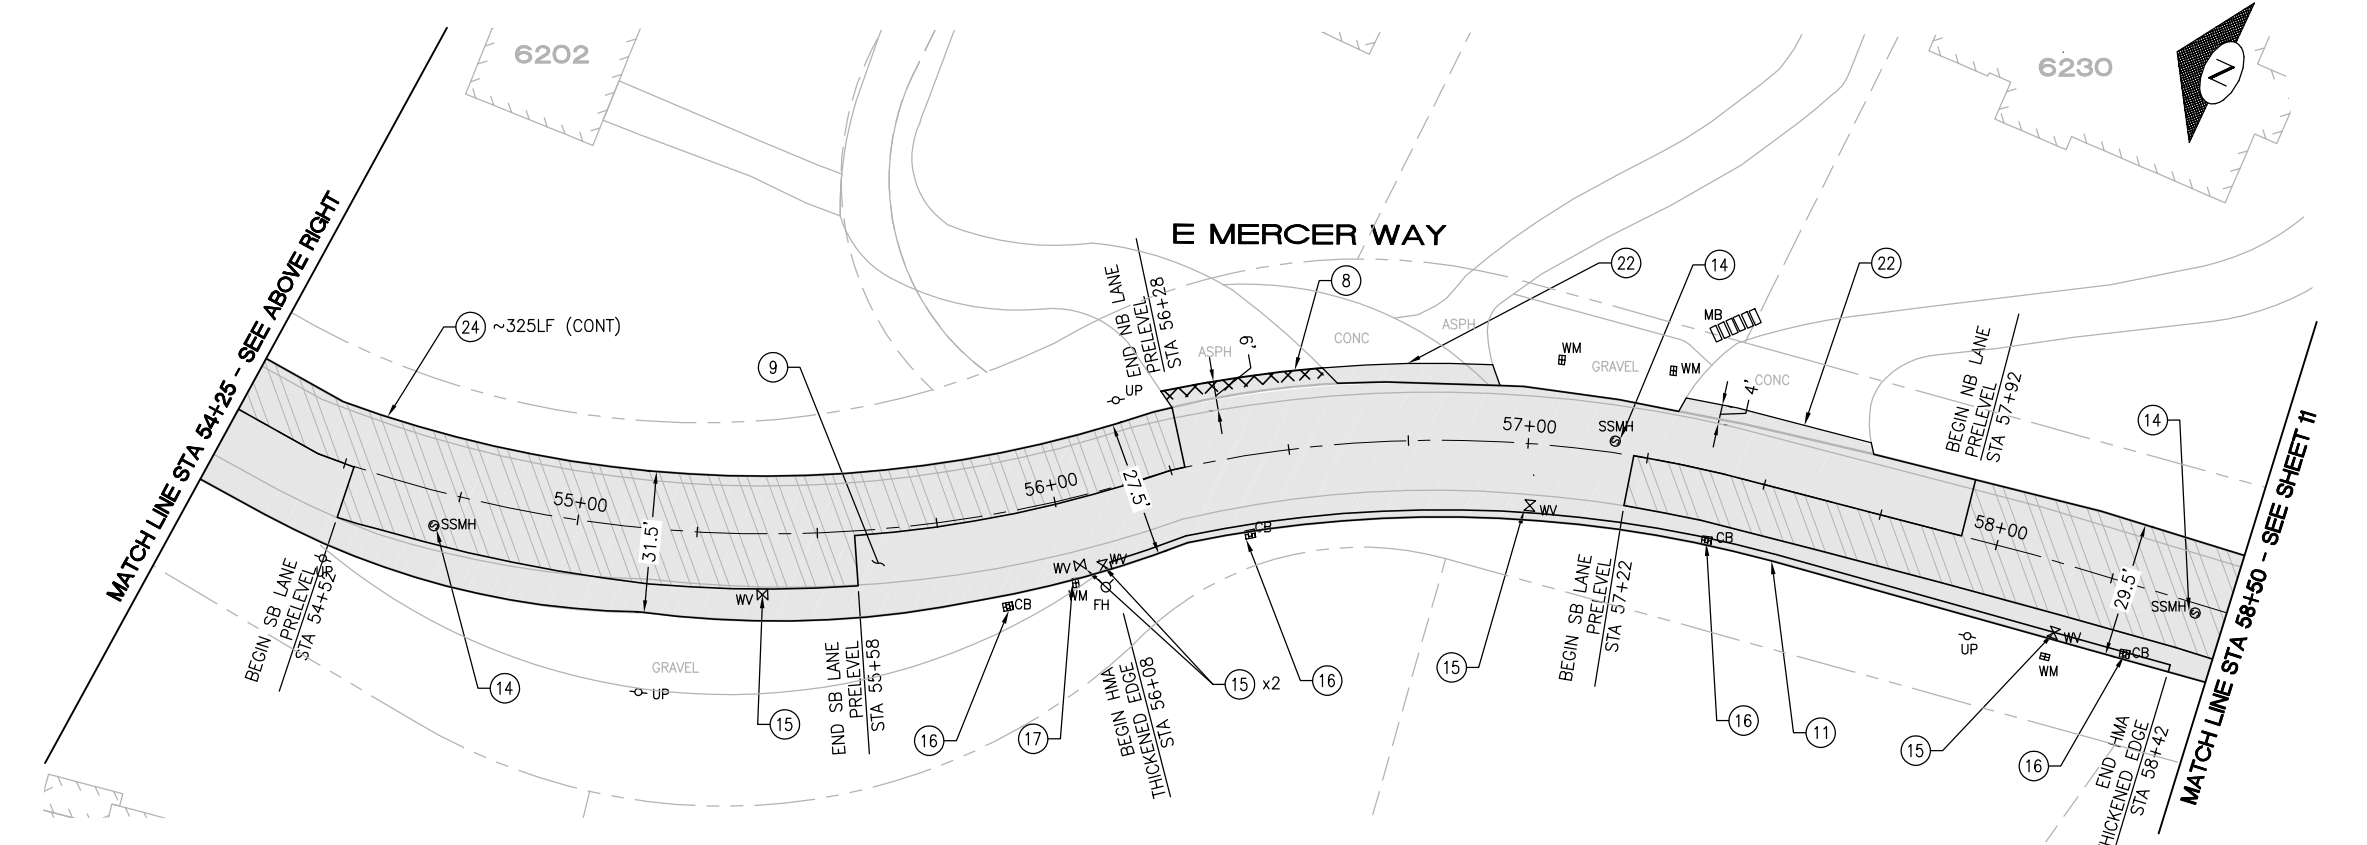 6202
6230
N
MATCH LINE STA 54+25 - SEE ABOVE RIGHT
E MERCER WAY
24 ~325LF (CONT)
9
END NB LANE
PRELEVEL
STA 56+28
8
22
14
22
MB
WM
WM
GRAVEL
CONC
ASPH
CONC
ASPH
6'
4'
UP
BEGIN NB LANE
PRELEVEL
STA 57+92
14
55+00
56+00
57+00
58+00
SSMH
SSMH
SSMH
31.5'
27.5'
29.5'
BEGIN SB LANE
PRELEVEL
STA 54+52
UP
14
GRAVEL
UP
WV
15
END SB LANE
PRELEVEL
STA 55+58
CB
16
WV
WV
WM
FH
17
BEGIN HMA
THICKENED EDGE
STA 56+08
15 x2
CB
16
WV
15
BEGIN SB LANE
PRELEVEL
STA 57+22
CB
16
11
UP
WV
WM
15
CB
16
END HMA
THICKENED EDGE
STA 58+42
MATCH LINE STA 58+50 - SEE SHEET 11